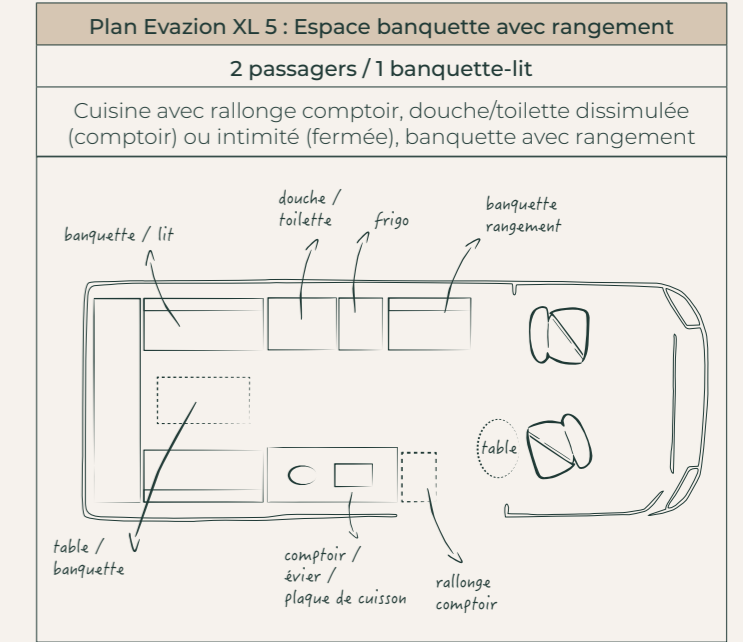 Plan Evazion XL 5 : Espace banquette avec rangement
2 passagers / 1 banquette-lit
Cuisine avec rallonge comptoir, douche/toilette dissimulée
(comptoir) ou intimité (fermée), banquette avec rangement
banquette / lit
douche /
toilette
frigo
banquette
rangement
table
table /
banquette
comptoir /
évier /
plaque de cuisson
rallonge
comptoir